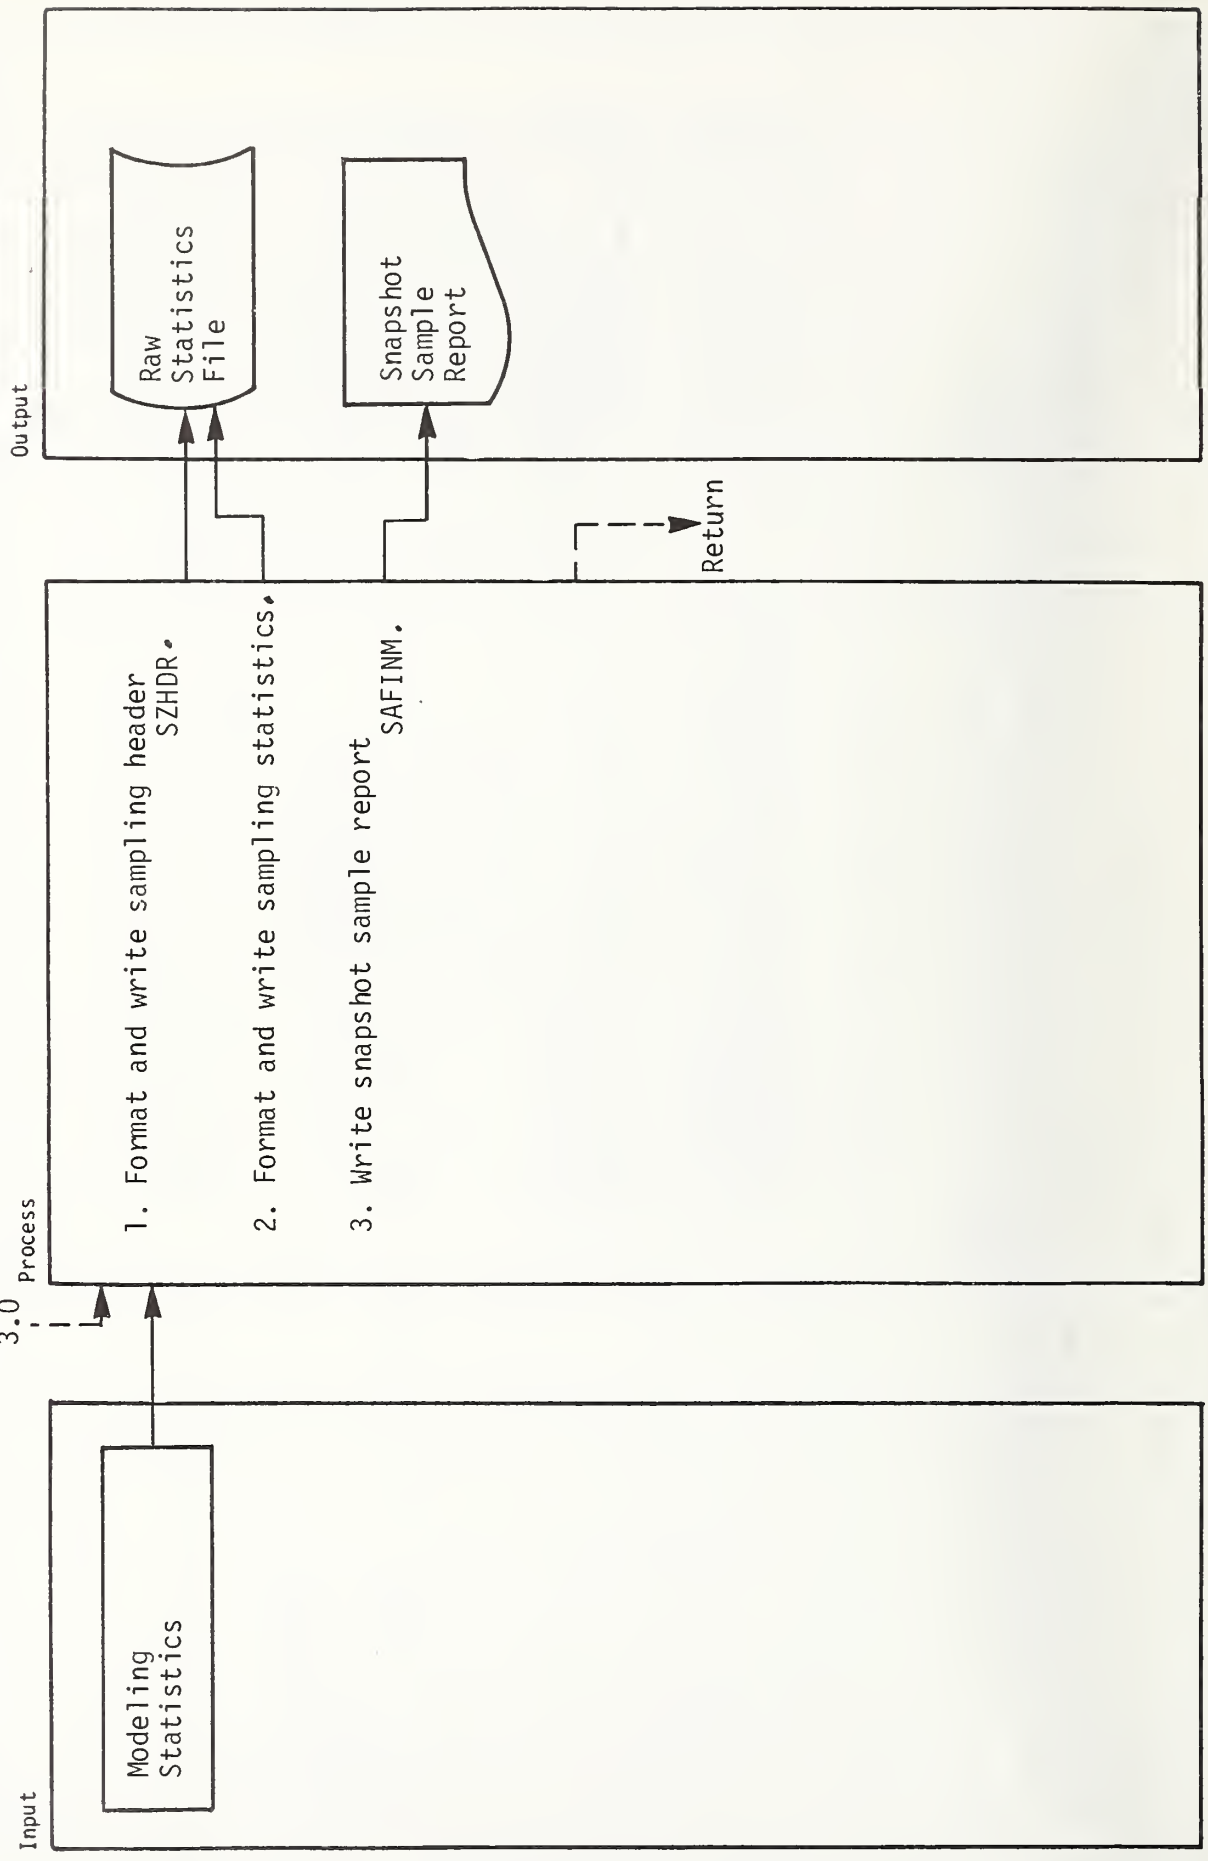 Input
Modeling
Statistics
3.0
Process
1. Format and write sampling header
SZHDR.
2. Format and write sampling statistics.
3. Write snapshot sample report
SAFINM.
Return
Output
Raw
Statistics
File
Snapshot
Sample
Report